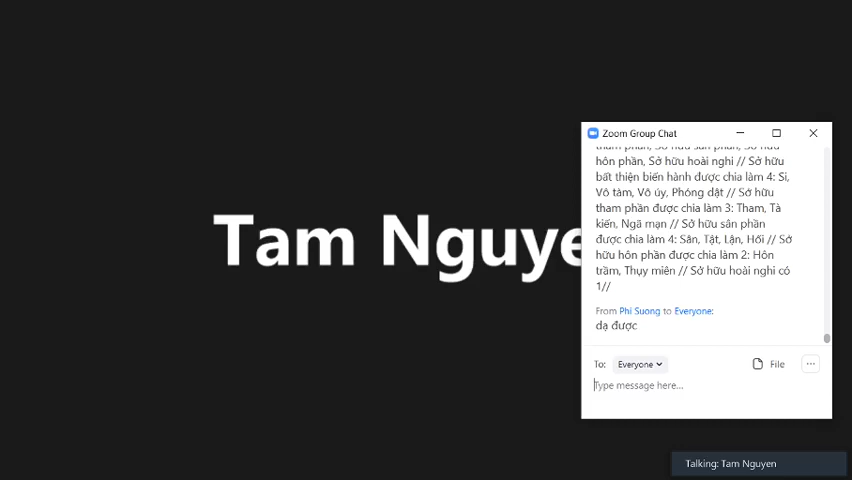 Tam Nguye
Zoom Group Chat
hôn phần, Sở hữu hoài nghi // Sở hữu
bất thiện biến hành được chia làm 4: Si,
Vô tàm, Vô úy, Phóng dật // Sở hữu
tham phần được chia làm 3: Tham, Tà
kiến, Ngã mạn // Sở hữu sân phần
được chia làm 4: Sân, Tật, Lận, Hối // Sở
hữu hôn phần được chia làm 2: Hôn
trầm, Thụy miên // Sở hữu hoài nghi có
1//
From Phi Suong to Everyone:
dạ được
To: Everyone File ...
Type message here...
Talking: Tam Nguyen